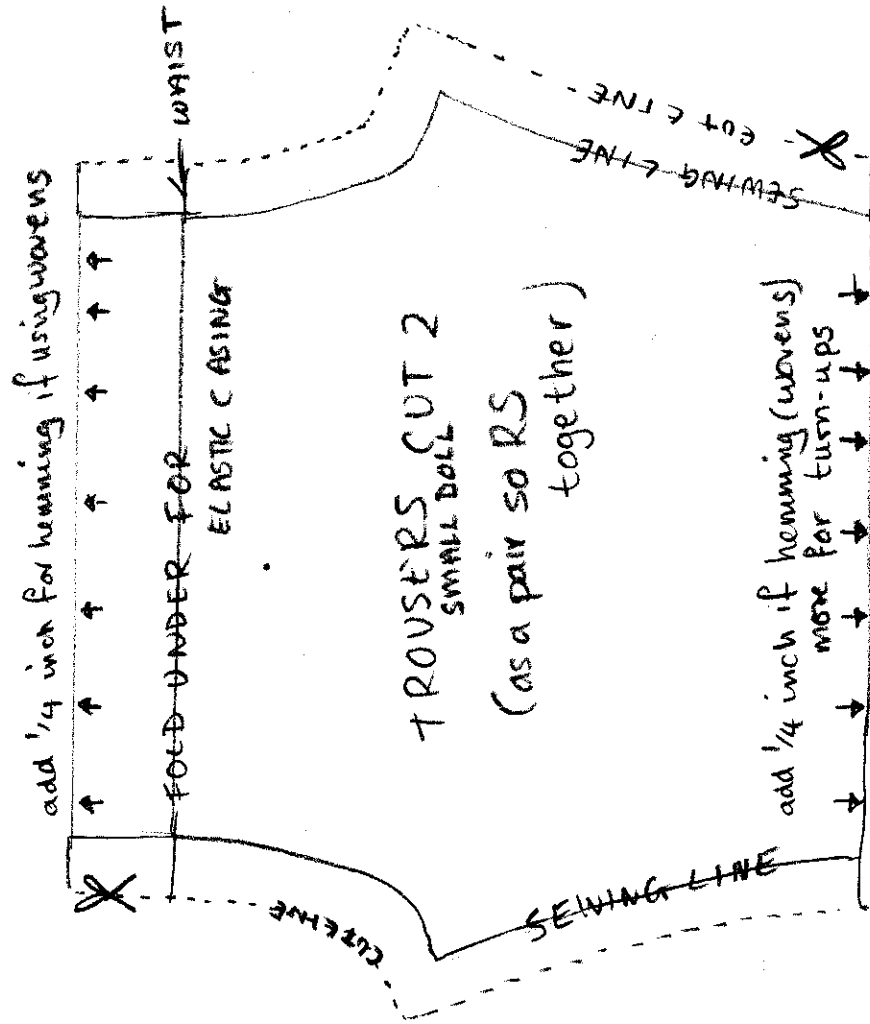 add 1/4 inch for hemming if using wovens
WAIST
FOLD UNDER FOR
ELASTIC CASING
TROUSERS CUT 2
SMALL DOLL
(as a pair so RS
together)
add 1/4 inch if hemming (wovens)
more for turn-ups
CUT LINE
SEWING LINE
CUT LINE
SEWING LINE